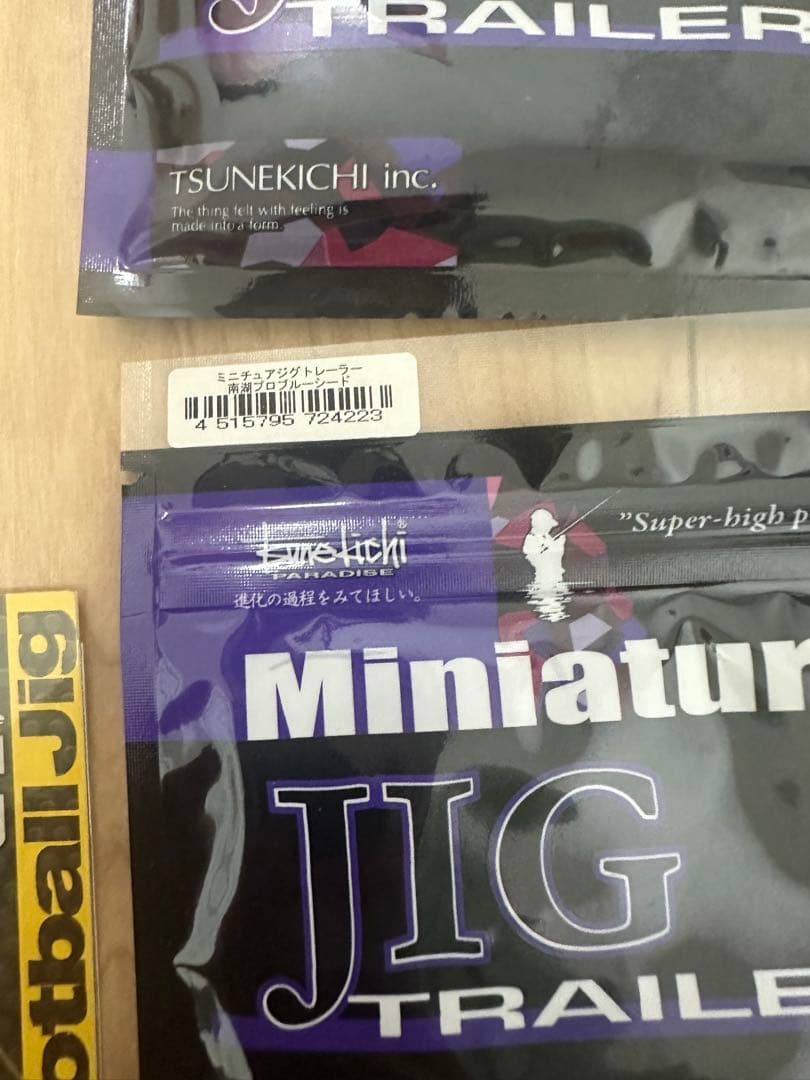 TRAILER
TSUNEKICHI inc.
The thing felt with feeling is
made into a form.
ミニチュアジグトレーラー
南湖プロブルーシード
4 515795 724223
tsunekichi®
PARADISE
進化の過程をみてほしい。
"Super-high p
Miniatur
JIG
TRAILE
otball Jig